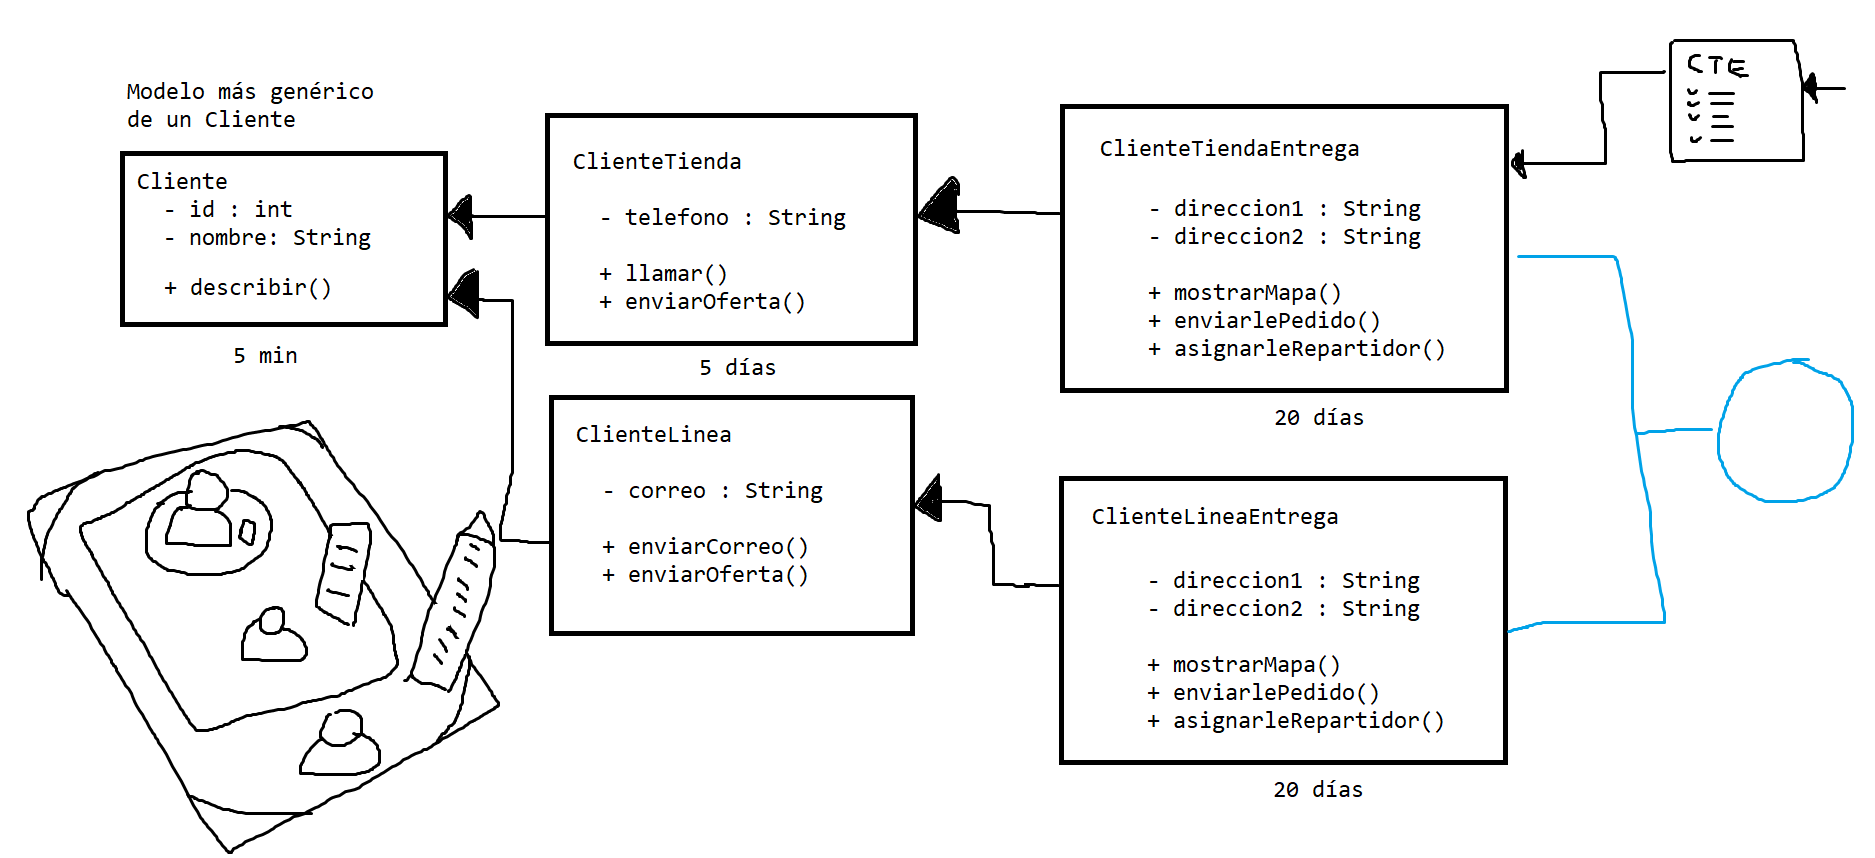 Modelo más genérico
de un Cliente
Cliente
- id : int
- nombre: String
+ describir()
5 min
ClienteTienda
- telefono : String
+ llamar()
+ enviarOferta()
5 días
ClienteLinea
- correo : String
+ enviarCorreo()
+ enviarOferta()
ClienteTiendaEntrega
- direccion1 : String
- direccion2 : String
+ mostrarMapa()
+ enviarlePedido()
+ asignarleRepartidor()
20 días
ClienteLineaEntrega
- direccion1 : String
- direccion2 : String
+ mostrarMapa()
+ enviarlePedido()
+ asignarleRepartidor()
20 días
CTE